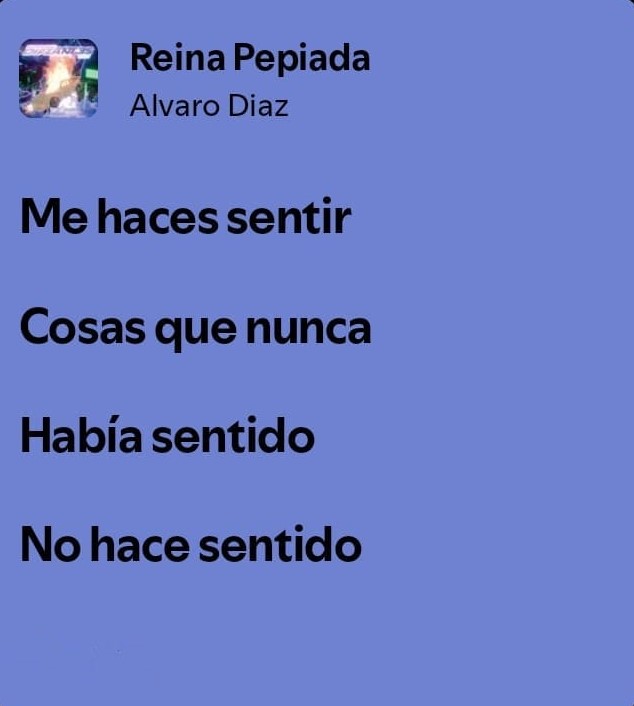 Reina Pepiada
Alvaro Diaz
Me haces sentir
Cosas que nunca
Había sentido
No hace sentido